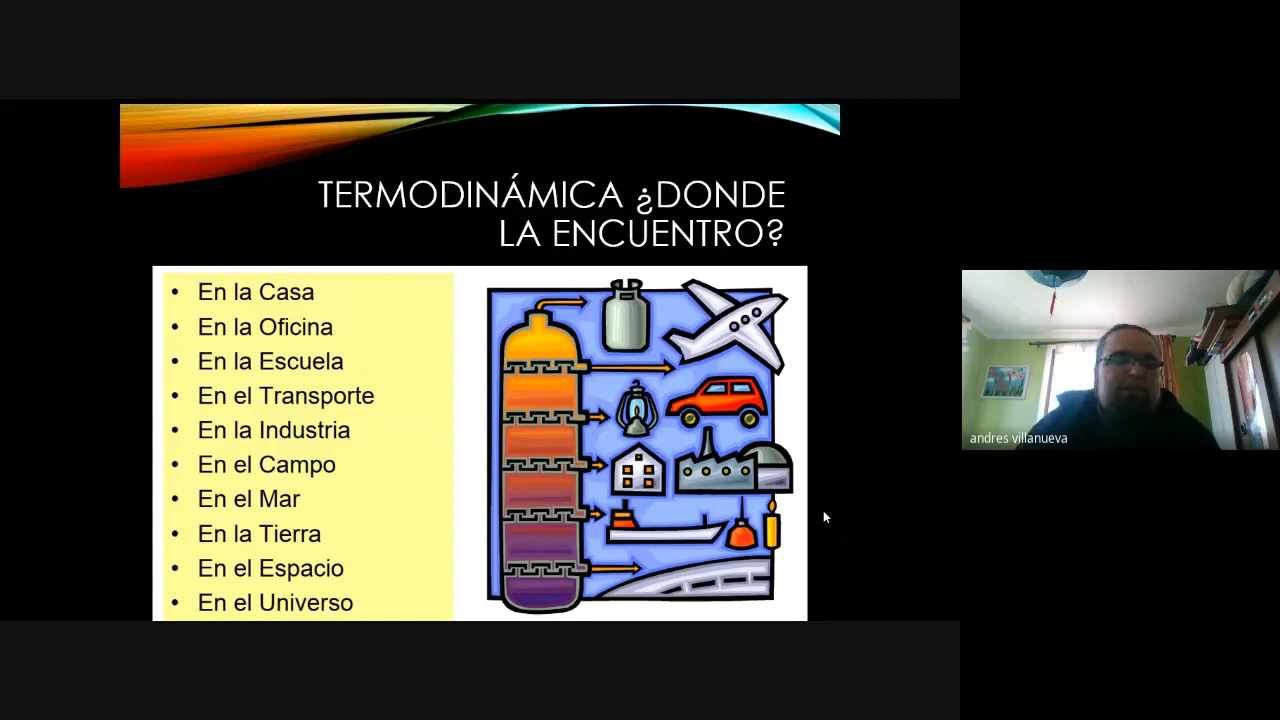 TERMODINÁMICA ¿DONDE
LA ENCUENTRO?
• En la Casa
• En la Oficina
• En la Escuela
• En el Transporte
• En la Industria
• En el Campo
• En el Mar
• En la Tierra
• En el Espacio
• En el Universo
andres villanueva